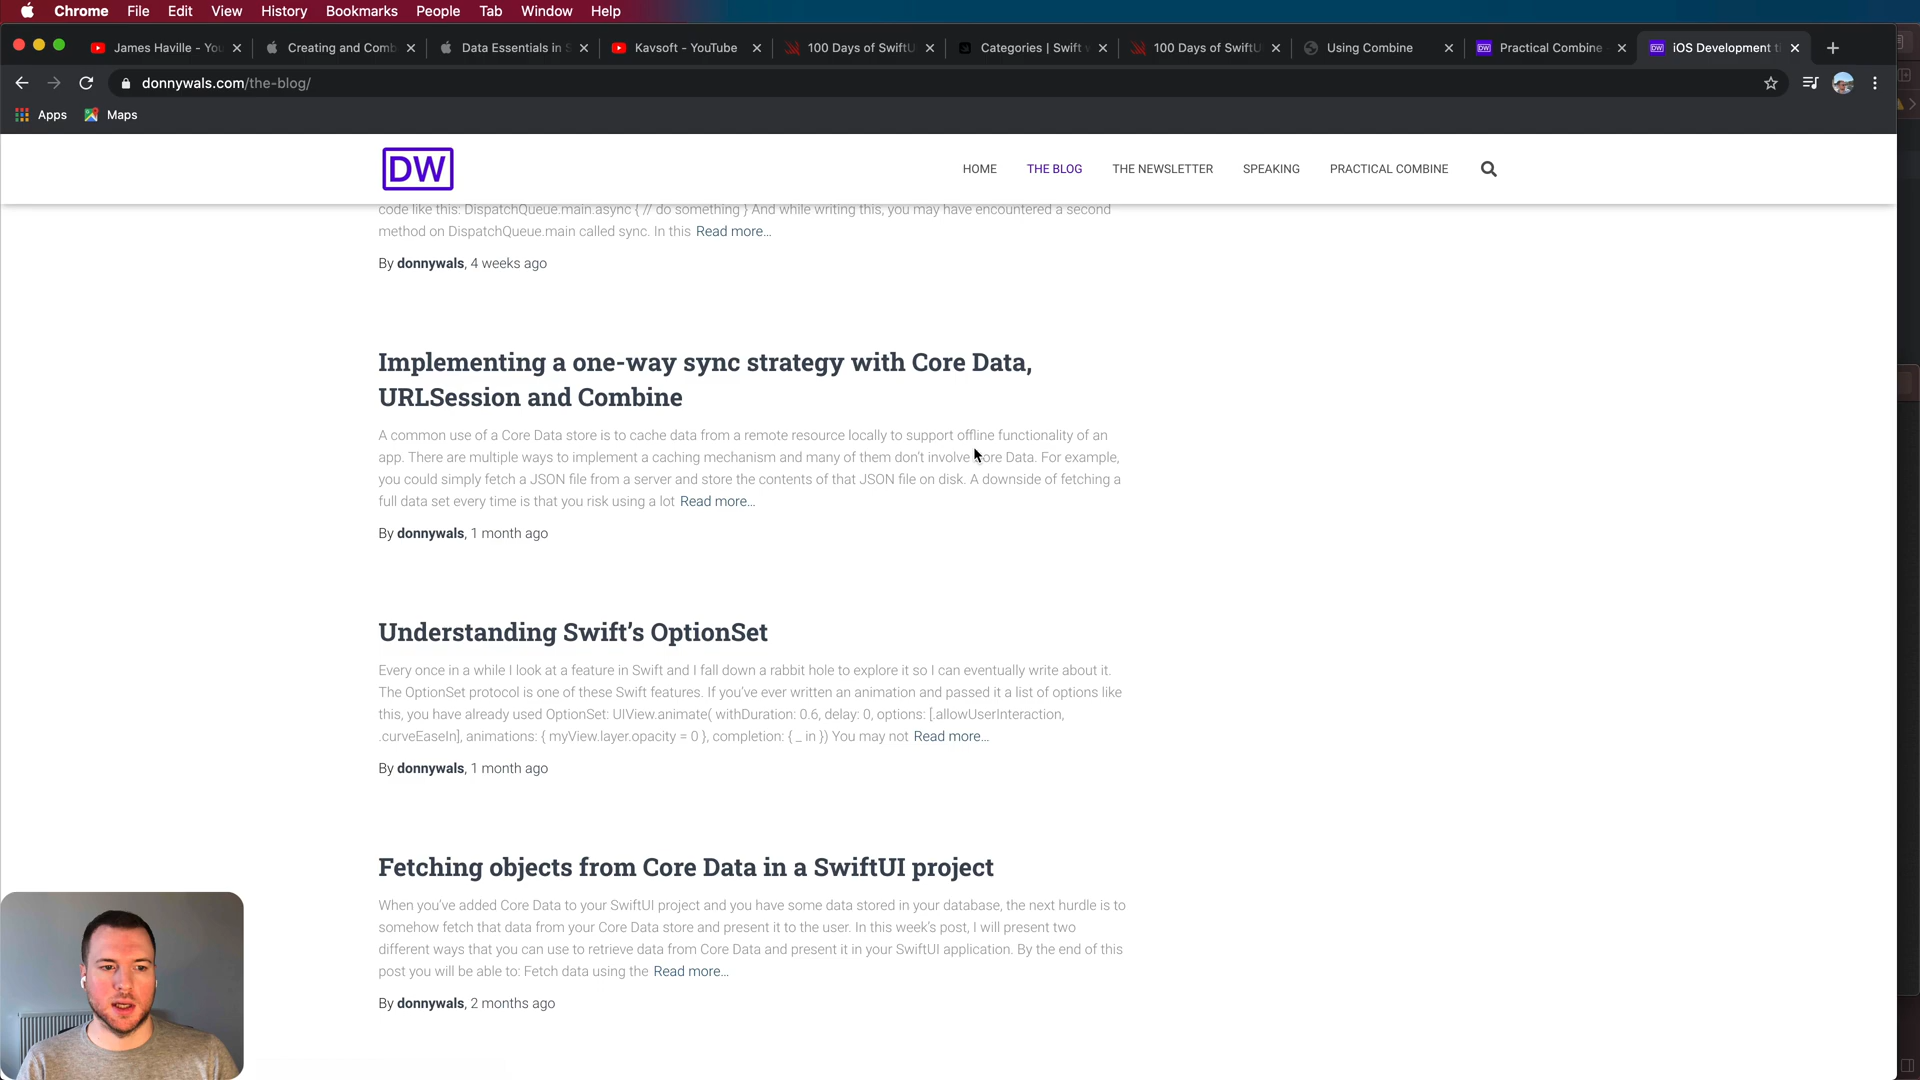 Chrome File Edit View History Bookmarks People Tab Window Help
James Haville - You
Creating and Comb
Data Essentials in S
Kavsoft - YouTube
100 Days of SwiftU
Categories | Swift w
100 Days of SwiftU
Using Combine
Practical Combine
iOS Development t
donnywals.com/the-blog/
Apps Maps
DW
HOME THE BLOG THE NEWSLETTER SPEAKING PRACTICAL COMBINE
code like this: DispatchQueue.main.async { // do something } And while writing this, you may have encountered a second
method on DispatchQueue.main called sync. In this Read more…
By donnywals, 4 weeks ago
Implementing a one-way sync strategy with Core Data,
URLSession and Combine
A common use of a Core Data store is to cache data from a remote resource locally to support offline functionality of an
app. There are multiple ways to implement a caching mechanism and many of them don’t involve Core Data. For example,
you could simply fetch a JSON file from a server and store the contents of that JSON file on disk. A downside of fetching a
full data set every time is that you risk using a lot Read more…
By donnywals, 1 month ago
Understanding Swift’s OptionSet
Every once in a while I look at a feature in Swift and I fall down a rabbit hole to explore it so I can eventually write about it.
The OptionSet protocol is one of these Swift features. If you’ve ever written an animation and passed it a list of options like
this, you have already used OptionSet: UIView.animate( withDuration: 0.6, delay: 0, options: [.allowUserInteraction,
.curveEaseIn], animations: { myView.layer.opacity = 0 }, completion: { _ in }) You may not Read more…
By donnywals, 1 month ago
Fetching objects from Core Data in a SwiftUI project
When you’ve added Core Data to your SwiftUI project and you have some data stored in your database, the next hurdle is to
somehow fetch that data from your Core Data store and present it to the user. In this week’s post, I will present two
different ways that you can use to retrieve data from Core Data and present it in your SwiftUI application. By the end of this
post you will be able to: Fetch data using the Read more…
By donnywals, 2 months ago